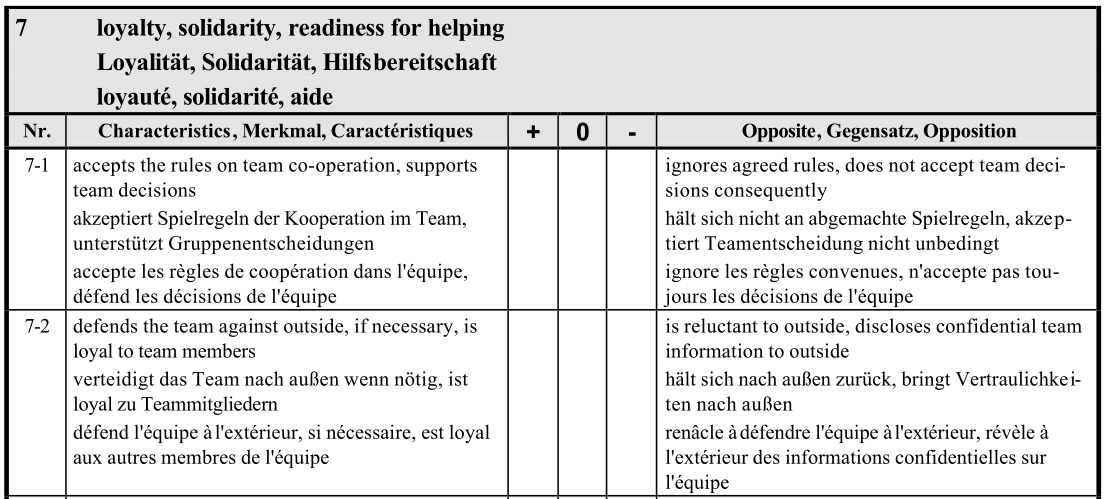 7 loyalty, solidarity, readiness for helping
Loyalität, Solidarität, Hilfsbereitschaft
loyauté, solidarité, aide
Nr. Characteristics, Merkmal, Caractéristiques + 0 - Opposite, Gegensatz, Opposition
7-1 accepts the rules on team co-operation, supports
team decisions
akzeptiert Spielregeln der Kooperation im Team,
unterstützt Gruppenentscheidungen
accepte les règles de coopération dans l'équipe,
défend les décisions de l'équipe
ignores agreed rules, does not accept team deci-
sions consequently
hält sich nicht an abgemachte Spielregeln, akzep-
tiert Teamentscheidung nicht unbedingt
ignore les règles convenues, n'accepte pas tou-
jours les décisions de l'équipe
7-2 defends the team against outside, if necessary, is
loyal to team members
verteidigt das Team nach außen wenn nötig, ist
loyal zu Teammitgliedern
défend l'équipe à l'extérieur, si nécessaire, est loyal
aux autres membres de l'équipe
is reluctant to outside, discloses confidential team
information to outside
hält sich nach außen zurück, bringt Vertraulichkei-
ten nach außen
renâcle à défendre l'équipe à l'extérieur, révèle à
l'extérieur des informations confidentielles sur
l'équipe